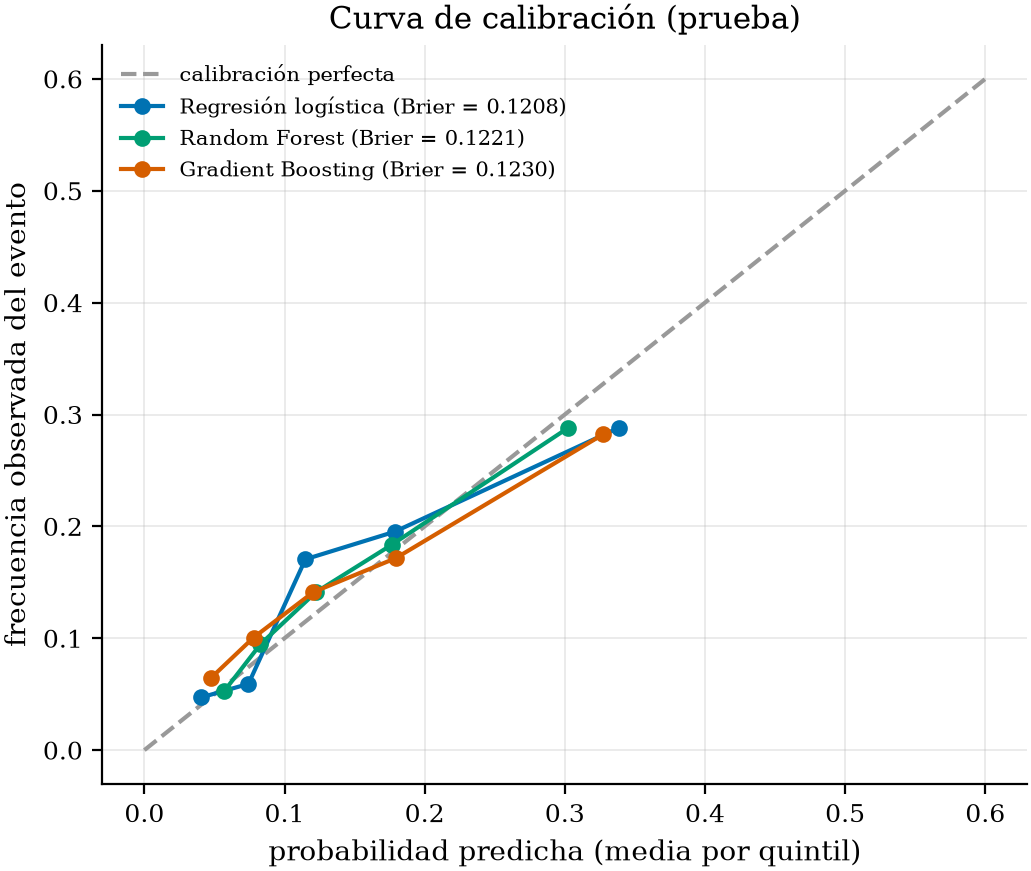 Curva de calibración (prueba)
calibración perfecta
Regresión logística (Brier = 0.1208)
Random Forest (Brier = 0.1221)
Gradient Boosting (Brier = 0.1230)
frecuencia observada del evento
0.6
0.5
0.4
0.3
0.2
0.1
0.0
0.0 0.1 0.2 0.3 0.4 0.5 0.6
probabilidad predicha (media por quintil)